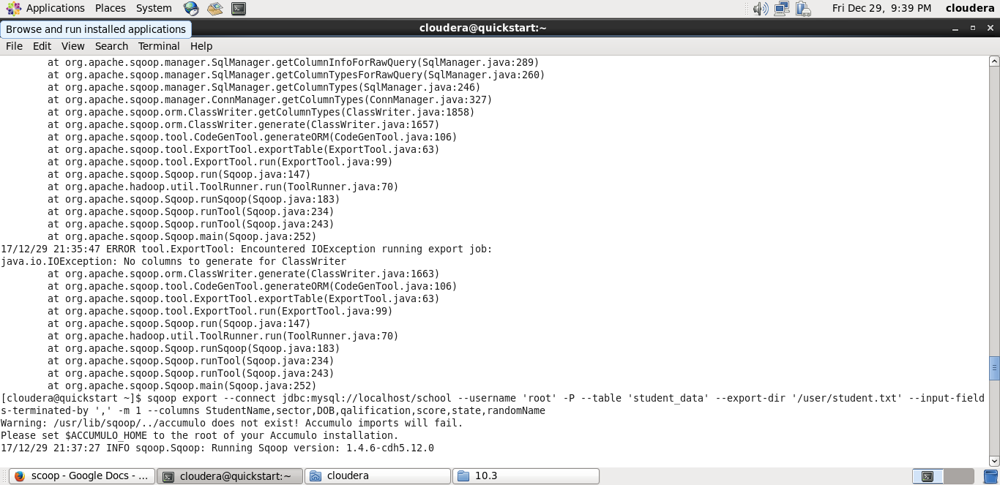 Applications Places System Fri Dec 29, 9:39 PM cloudera
Browse and run installed applications
cloudera@quickstart:~
File Edit View Search Terminal Help
at org.apache.sqoop.manager.SqlManager.getColumnInfoForRawQuery(SqlManager.java:289)
at org.apache.sqoop.manager.SqlManager.getColumnTypesForRawQuery(SqlManager.java:260)
at org.apache.sqoop.manager.SqlManager.getColumnTypes(SqlManager.java:246)
at org.apache.sqoop.manager.ConnManager.getColumnTypes(ConnManager.java:327)
at org.apache.sqoop.orm.ClassWriter.getColumnTypes(ClassWriter.java:1858)
at org.apache.sqoop.orm.ClassWriter.generate(ClassWriter.java:1657)
at org.apache.sqoop.tool.CodeGenTool.generateORM(CodeGenTool.java:106)
at org.apache.sqoop.tool.ExportTool.exportTable(ExportTool.java:63)
at org.apache.sqoop.tool.ExportTool.run(ExportTool.java:99)
at org.apache.sqoop.Sqoop.run(Sqoop.java:147)
at org.apache.hadoop.util.ToolRunner.run(ToolRunner.java:70)
at org.apache.sqoop.Sqoop.runSqoop(Sqoop.java:183)
at org.apache.sqoop.Sqoop.runTool(Sqoop.java:234)
at org.apache.sqoop.Sqoop.runTool(Sqoop.java:243)
at org.apache.sqoop.Sqoop.main(Sqoop.java:252)
17/12/29 21:35:47 ERROR tool.ExportTool: Encountered IOException running export job:
java.io.IOException: No columns to generate for ClassWriter
at org.apache.sqoop.orm.ClassWriter.generate(ClassWriter.java:1663)
at org.apache.sqoop.tool.CodeGenTool.generateORM(CodeGenTool.java:106)
at org.apache.sqoop.tool.ExportTool.exportTable(ExportTool.java:63)
at org.apache.sqoop.tool.ExportTool.run(ExportTool.java:99)
at org.apache.sqoop.Sqoop.run(Sqoop.java:147)
at org.apache.hadoop.util.ToolRunner.run(ToolRunner.java:70)
at org.apache.sqoop.Sqoop.runSqoop(Sqoop.java:183)
at org.apache.sqoop.Sqoop.runTool(Sqoop.java:234)
at org.apache.sqoop.Sqoop.runTool(Sqoop.java:243)
at org.apache.sqoop.Sqoop.main(Sqoop.java:252)
[cloudera@quickstart ~]$ sqoop export --connect jdbc:mysql://localhost/school --username 'root' -P --table 'student_data' --export-dir '/user/student.txt' --input-field
s-terminated-by ',' -m 1 --columns StudentName,sector,DOB,qalification,score,state,randomName
Warning: /usr/lib/sqoop/../accumulo does not exist! Accumulo imports will fail.
Please set $ACCUMULO_HOME to the root of your Accumulo installation.
17/12/29 21:37:27 INFO sqoop.Sqoop: Running Sqoop version: 1.4.6-cdh5.12.0
scoop - Google Docs - ... cloudera@quickstart:~ cloudera 10.3